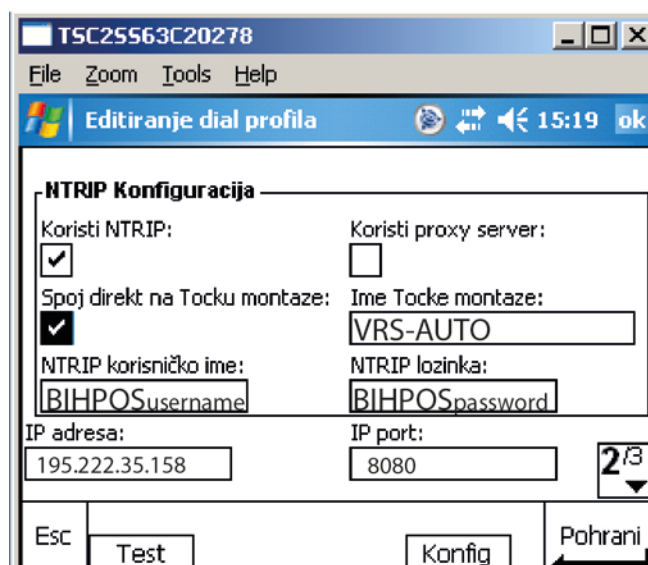 TSC2SS63C20278
File Zoom Tools Help
Editiranje dial profila 15:19 ok
NTRIP Konfiguracija
Koristi NTRIP: Koristi proxy server:
Spoj direkt na Tocku montaze: Ime Tocke montaze:
VRS-AUTO
NTRIP korisničko ime: NTRIP lozinka:
BIHPOSusername BIHPOSpassword
IP adresa: IP port:
195.222.35.158 8080
2/3
Esc Test Konfig Pohrani